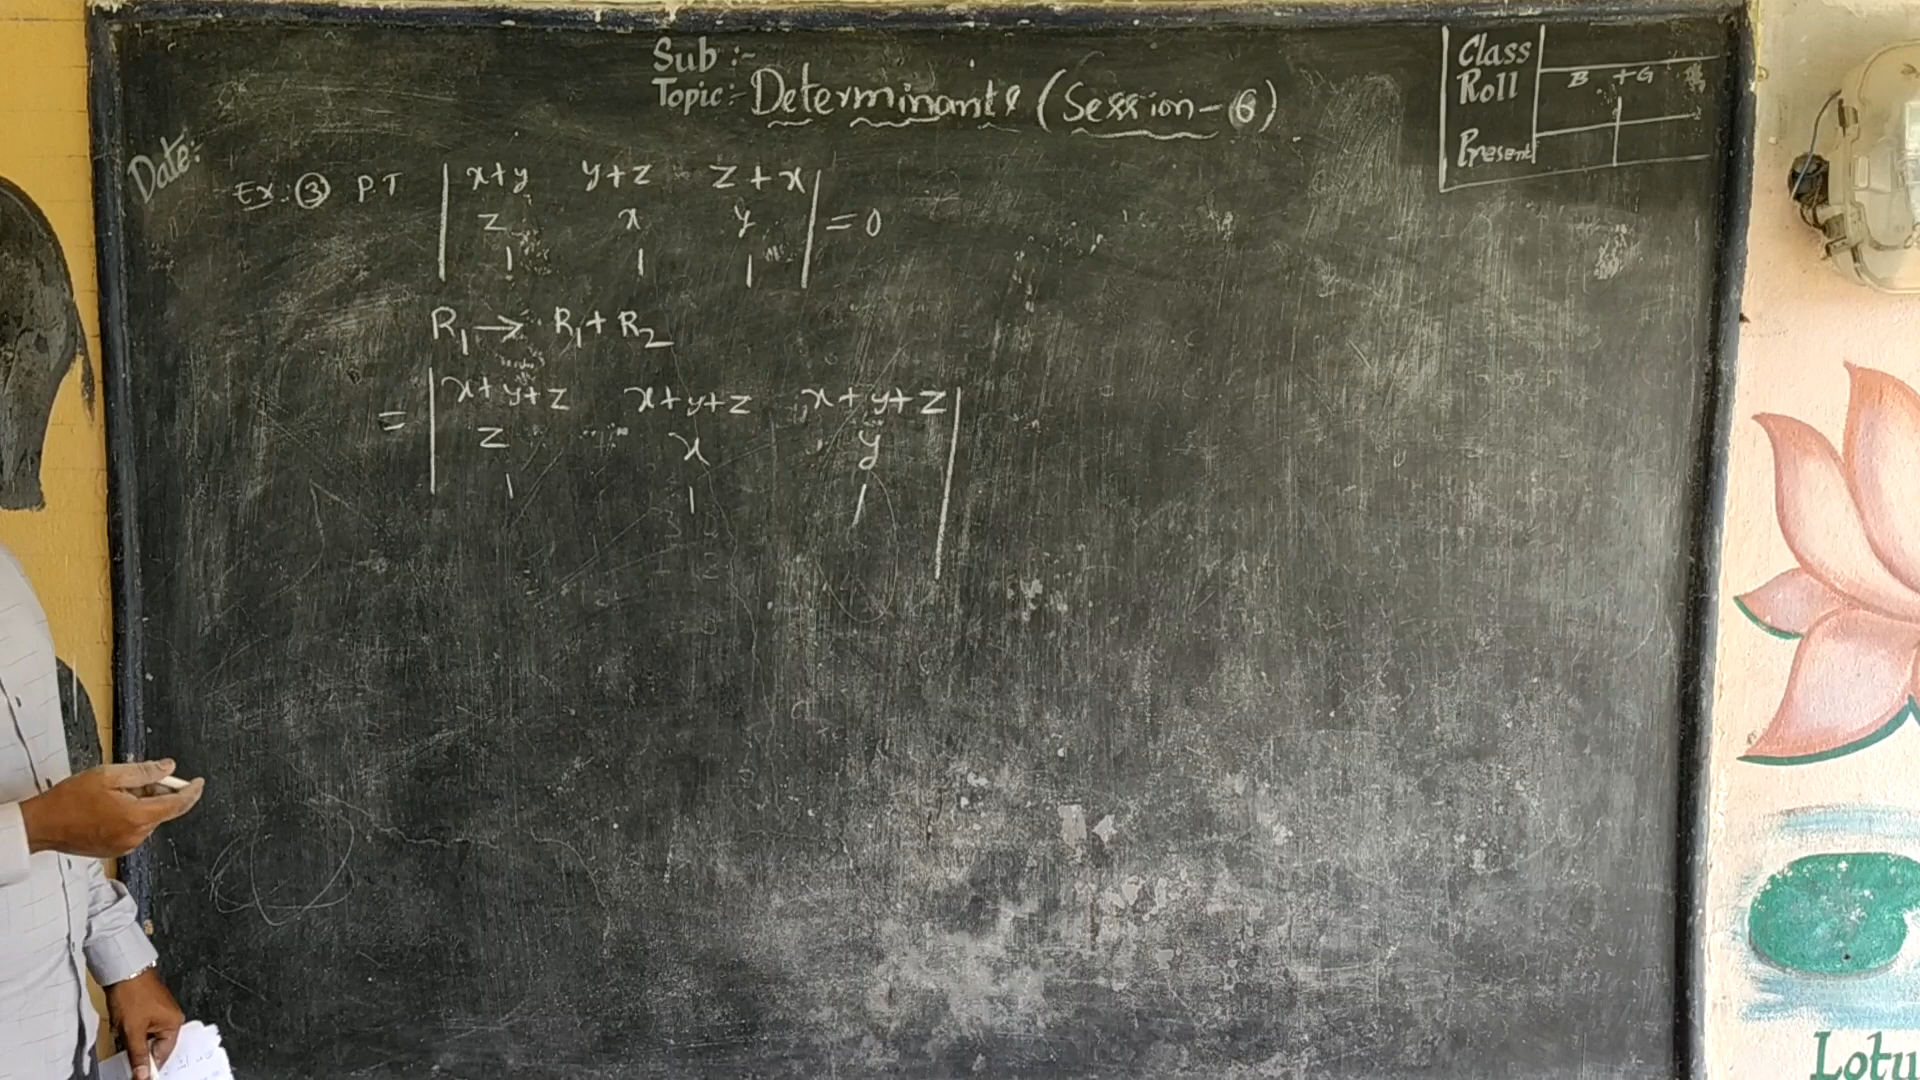 Sub :-
Topic :- Determinants (Session-6)
Class Roll
B + G
Present
Date:
Ex: ③ P.T | x+y y+z z+x |
| z x y | = 0
| 1 1 1 |
R₁ → R₁ + R₂
= | x+y+z x+y+z x+y+z |
| z x y |
| 1 1 1 |
Lotu